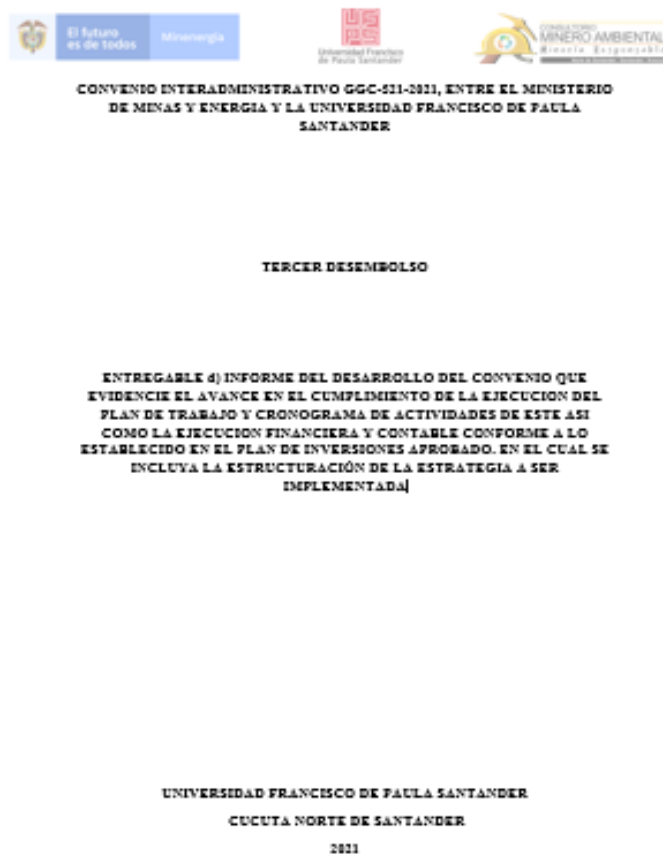 El futuro
es de todos
Minenergía
UFPS
Universidad Francisco
de Paula Santander
CONSULTORIO
MINERO AMBIENTAL
Minería Responsable
CONVENIO INTERADMINISTRATIVO GGC-521-2021, ENTRE EL MINISTERIO
DE MINAS Y ENERGIA Y LA UNIVERSIDAD FRANCISCO DE PAULA
SANTANDER
TERCER DESEMBOLSO
ENTREGABLE d) INFORME DEL DESARROLLO DEL CONVENIO QUE
EVIDENCIE EL AVANCE EN EL CUMPLIMIENTO DE LA EJECUCION DEL
PLAN DE TRABAJO Y CRONOGRAMA DE ACTIVIDADES DE ESTE ASI
COMO LA EJECUCION FINANCIERA Y CONTABLE CONFORME A LO
ESTABLECIDO EN EL PLAN DE INVERSIONES APROBADO. EN EL CUAL SE
INCLUYA LA ESTRUCTURACIÓN DE LA ESTRATEGIA A SER
IMPLEMENTADA
UNIVERSIDAD FRANCISCO DE PAULA SANTANDER
CUCUTA NORTE DE SANTANDER
2021